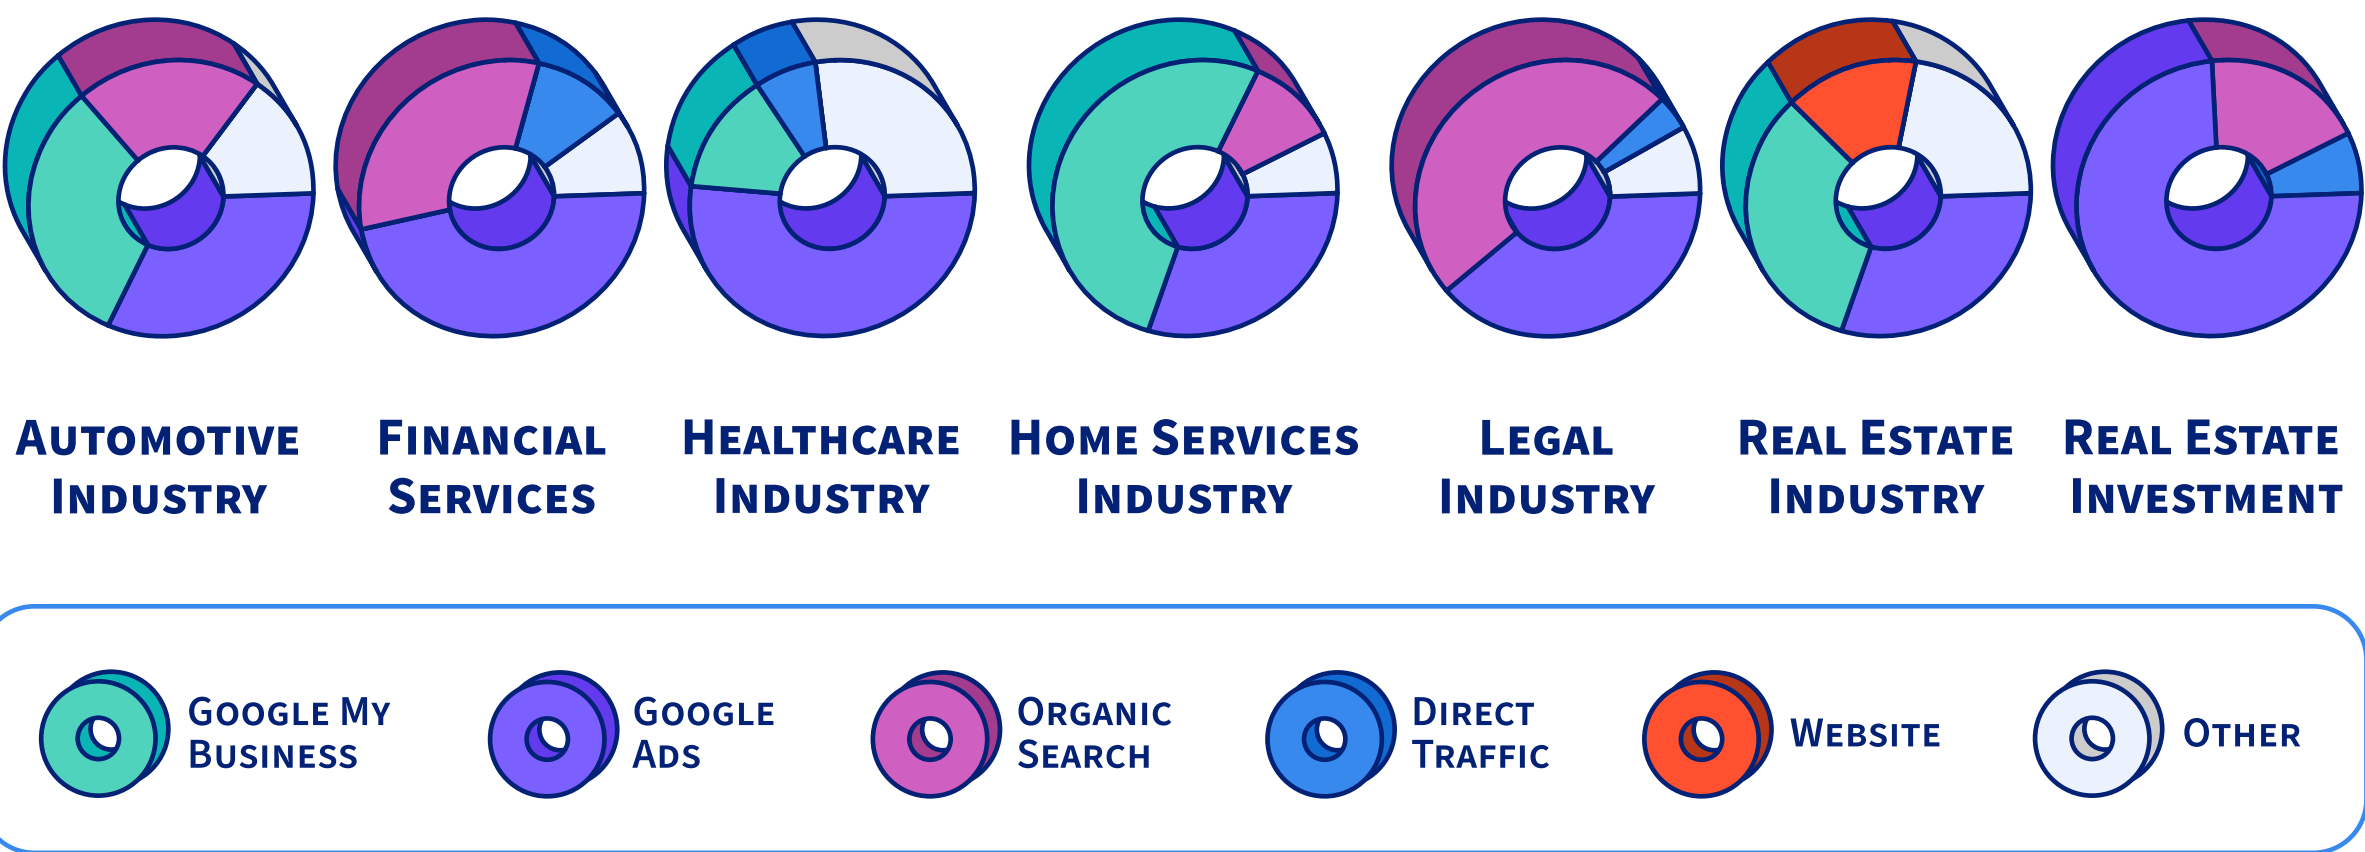 Automotive Industry
Financial Services
Healthcare Industry
Home Services Industry
Legal Industry
Real Estate Industry
Real Estate Investment
Google My Business
Google Ads
Organic Search
Direct Traffic
Website
Other